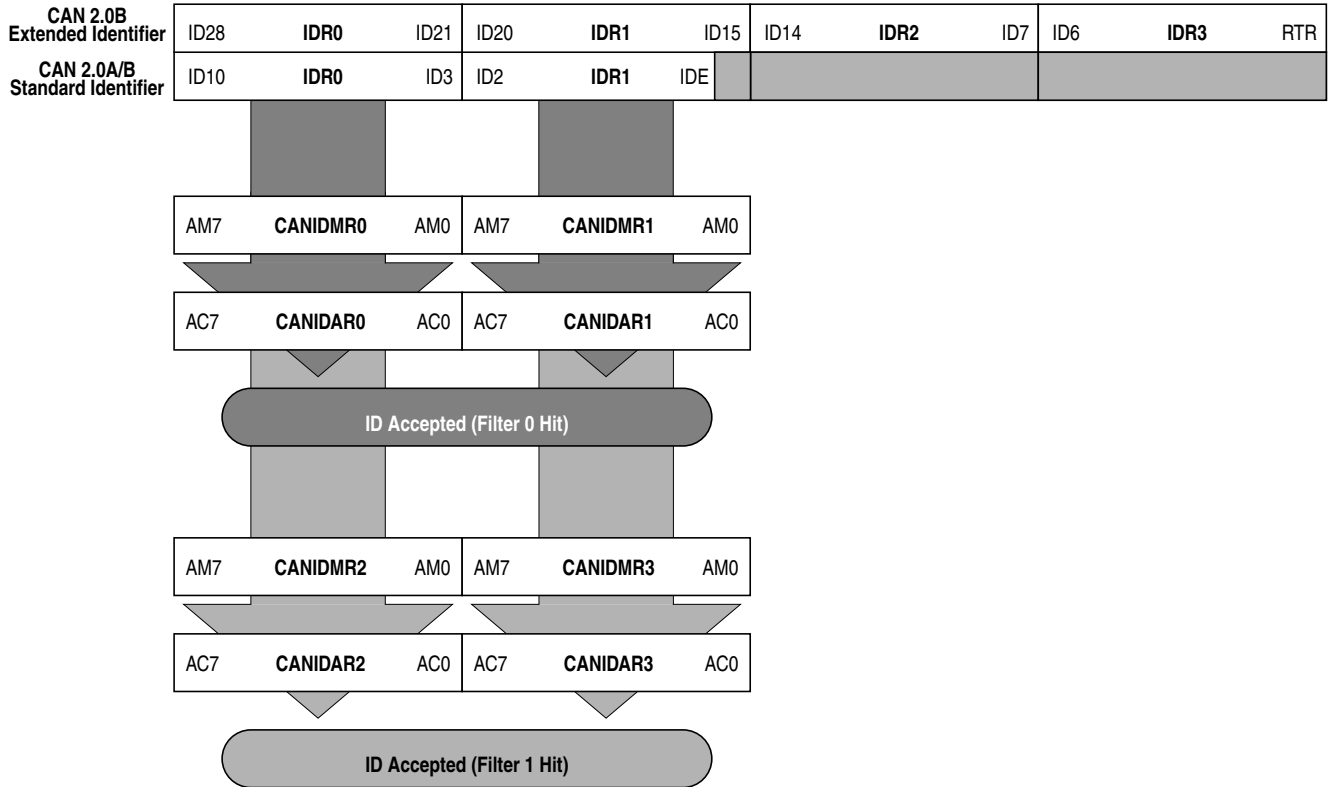 CAN 2.0B
Extended Identifier
ID28 IDR0 ID21 ID20 IDR1 ID15 ID14 IDR2 ID7 ID6 IDR3 RTR
CAN 2.0A/B
Standard Identifier
ID10 IDR0 ID3 ID2 IDR1 IDE
AM7 CANIDMR0 AM0 AM7 CANIDMR1 AM0
AC7 CANIDAR0 AC0 AC7 CANIDAR1 AC0
ID Accepted (Filter 0 Hit)
AM7 CANIDMR2 AM0 AM7 CANIDMR3 AM0
AC7 CANIDAR2 AC0 AC7 CANIDAR3 AC0
ID Accepted (Filter 1 Hit)